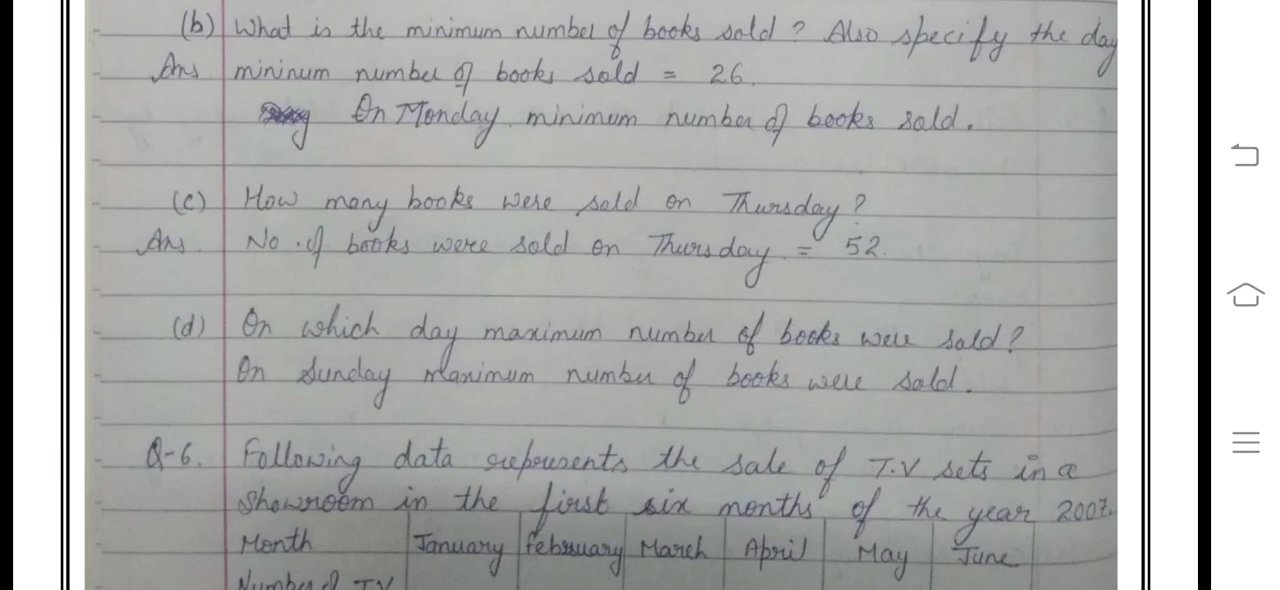 (b) What is the minimum number of books sold? Also specify the day
Ans mininum number of books sold = 26.
On Monday minimum number of books sold.
(c) How many books were sold on Thursday?
Ans. No. of books were sold on Thursday = 52.
(d) On which day maximum number of books were sold?
On Sunday maximum number of books were sold.
Q-6. Following data represents the sale of T.V sets in a
showroom in the first six months of the year 2007.
Month January February March April May June
Number of T.V